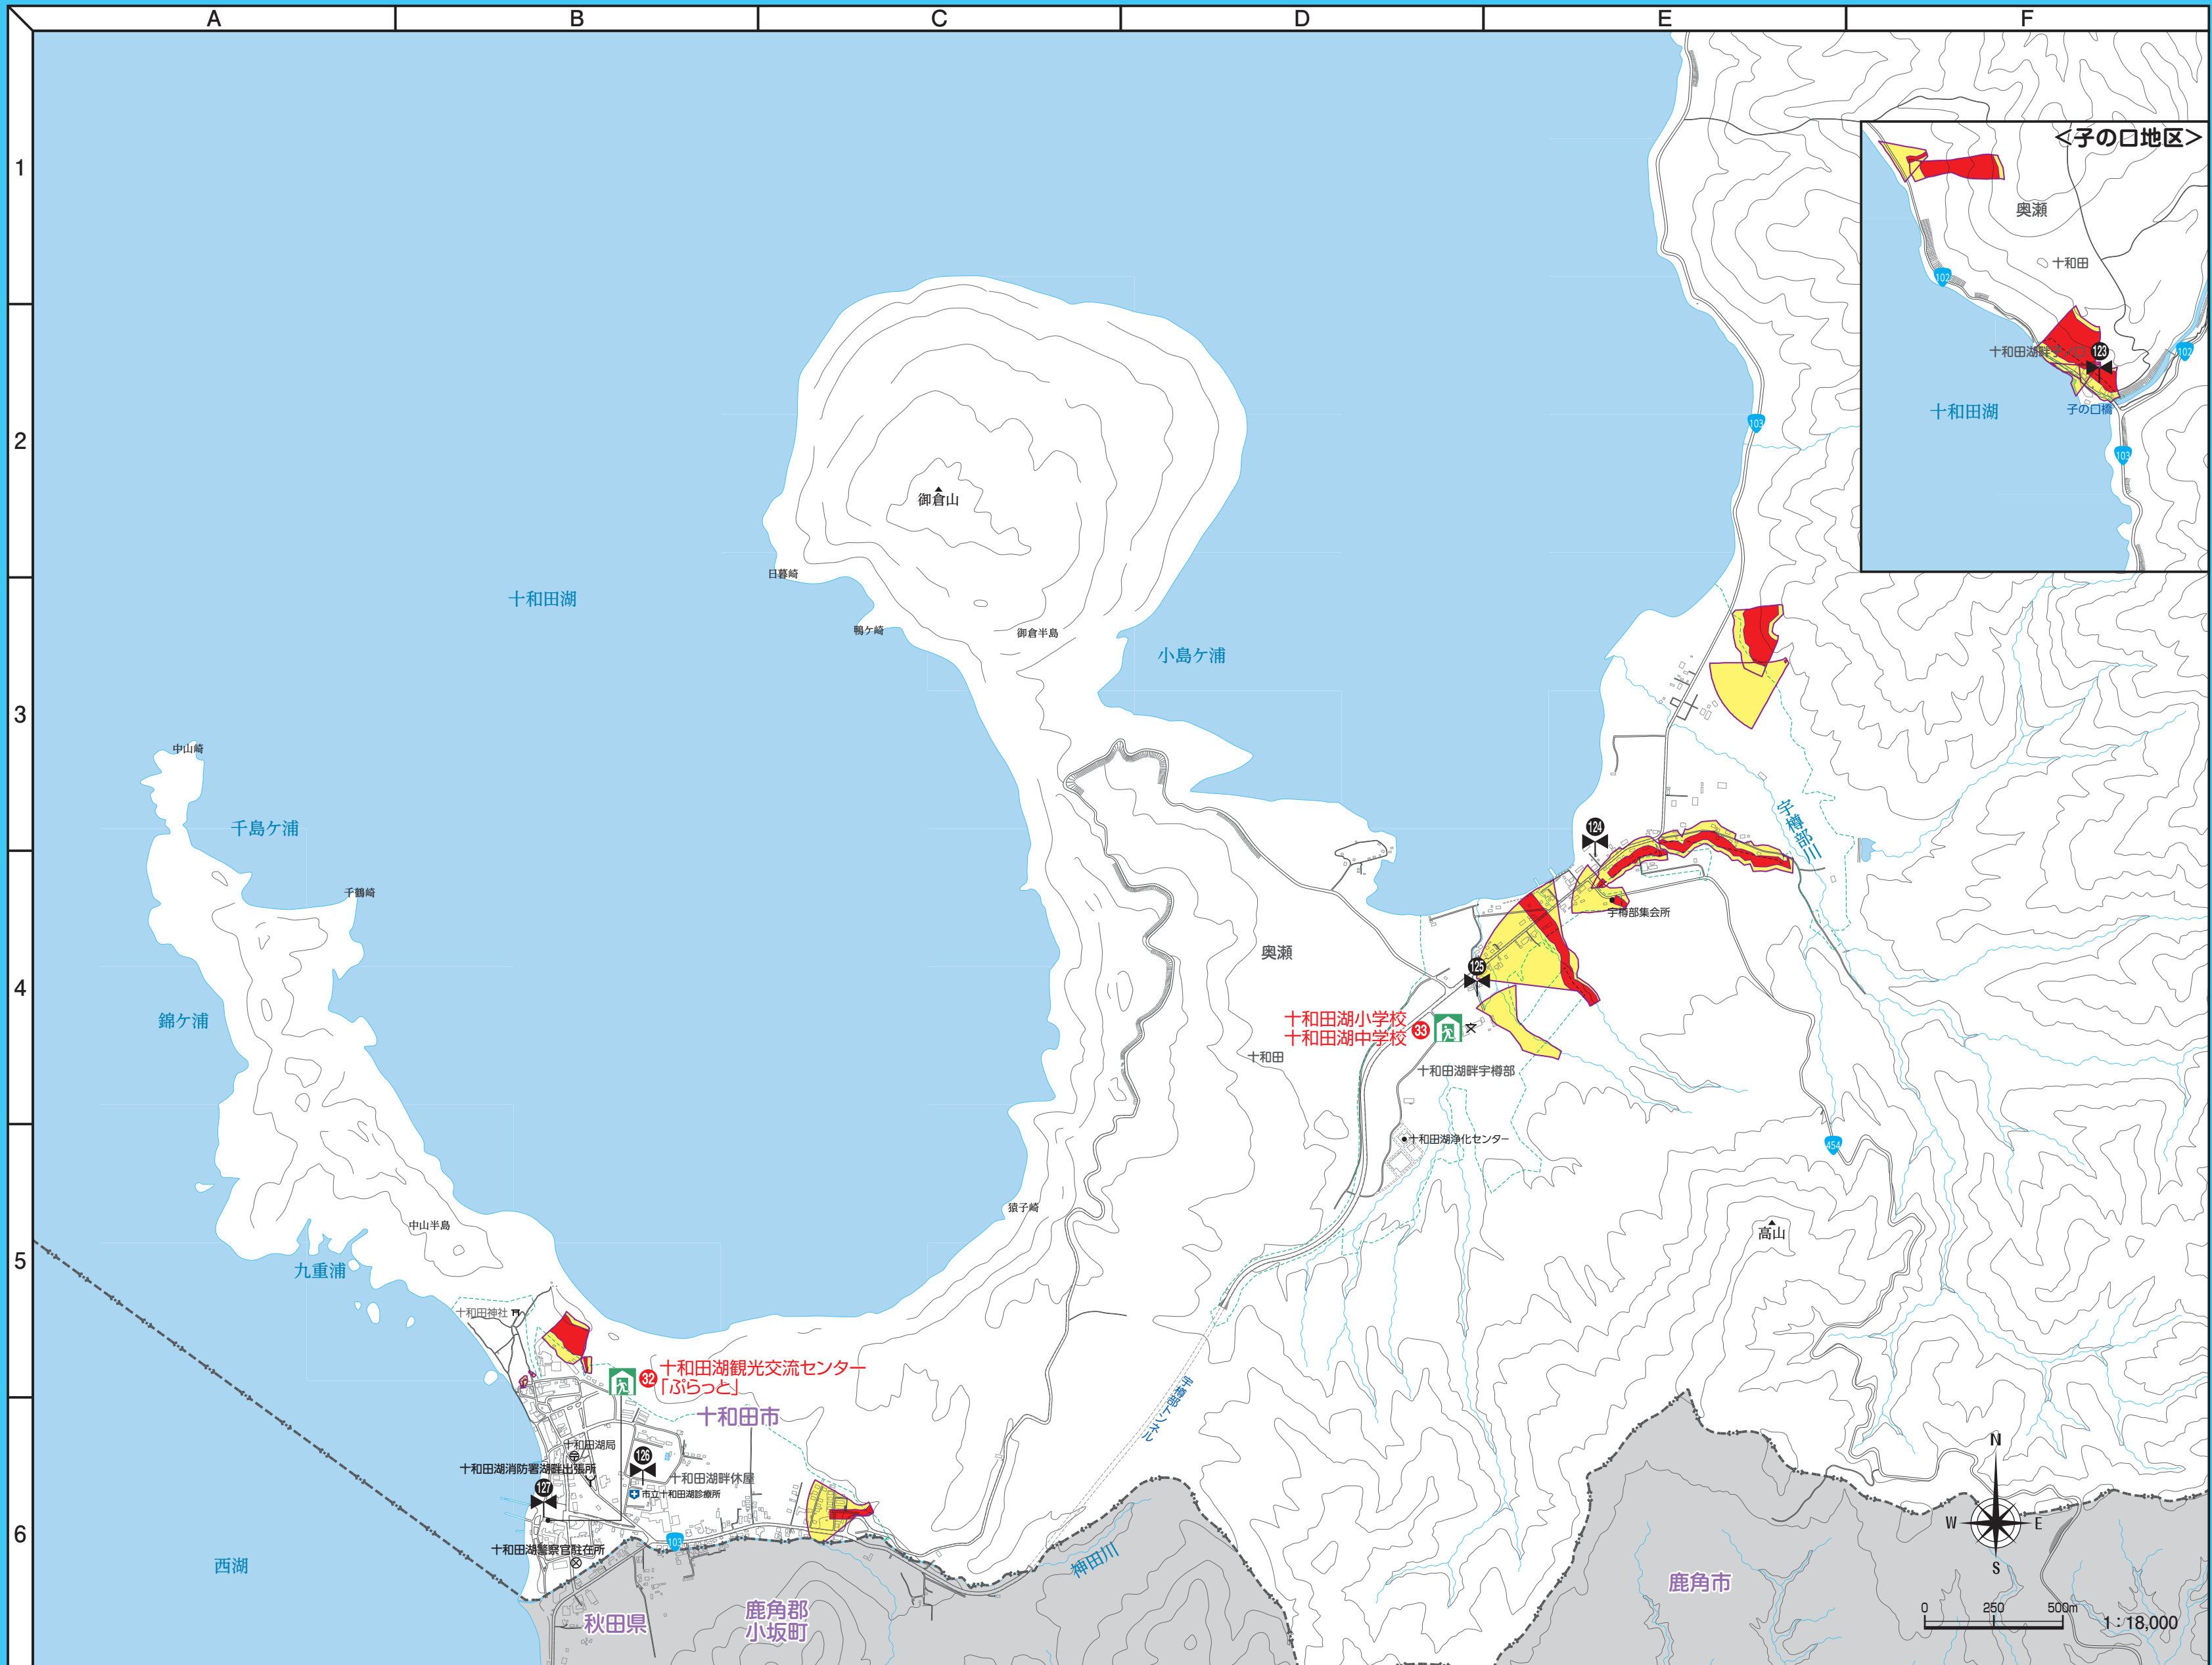 A
B
C
D
E
F
1
2
3
4
5
6
<子の口地区>
奥瀬
十和田
102
123
102
十和田湖
子の口橋
103
103
御倉山
日暮崎
十和田湖
鴨ケ崎
御倉半島
小島ケ浦
中山崎
千島ケ浦
宇樽部川
124
千鶴崎
宇樽部集会所
奥瀬
125
錦ケ浦
十和田湖小学校
十和田湖中学校
33
文
十和田
十和田湖畔宇樽部
十和田湖浄化センター
454
猿子崎
中山半島
高山
九重浦
十和田神社
32
十和田湖観光交流センター
「ぷらっと」
宇樽部トンネル
十和田市
十和田湖局
126
十和田湖消防署湖畔出張所
十和田湖畔休屋
127
市立十和田湖診療所
103
十和田湖警察官駐在所
神田川
西湖
秋田県
鹿角郡
小坂町
鹿角市
N
W
E
S
0 250 500m
1:18,000